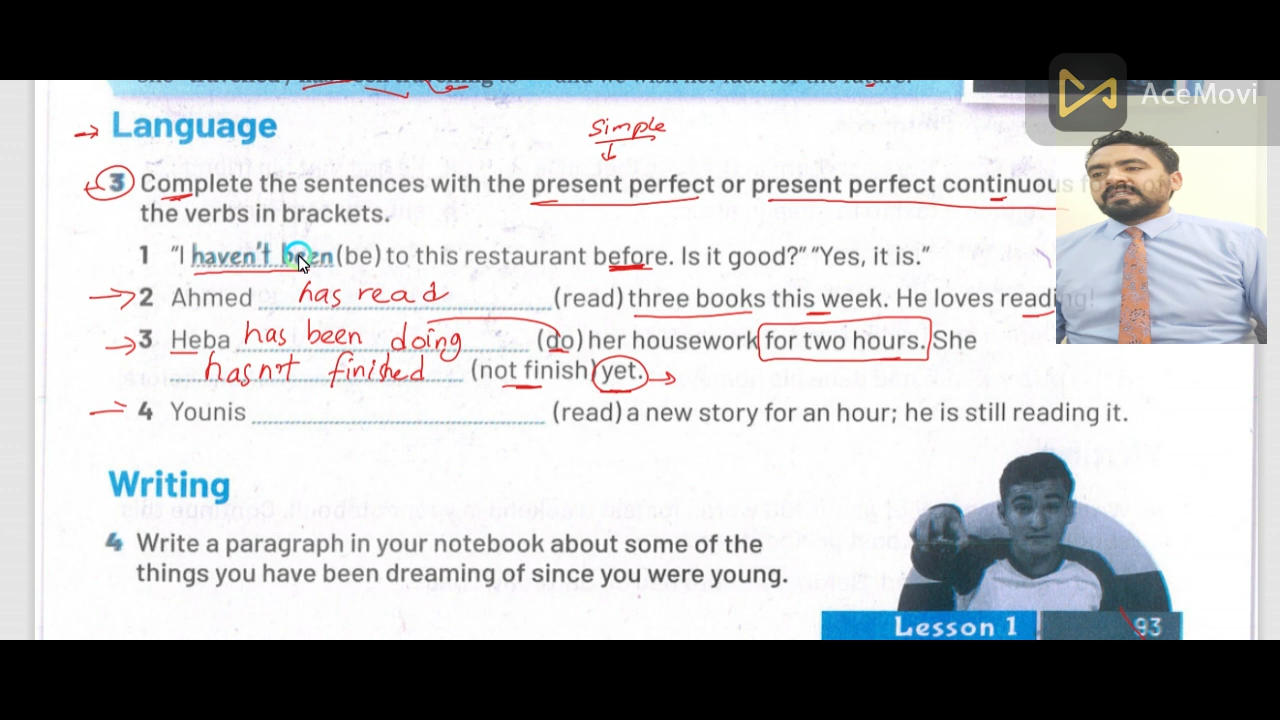 AceMovi
Language
simple
3 Complete the sentences with the present perfect or present perfect continuous
the verbs in brackets.
1 "I haven't been (be) to this restaurant before. Is it good?" "Yes, it is."
2 Ahmed has read (read) three books this week. He loves reading!
3 Heba has been doing (do) her housework for two hours. She
hasn't finished (not finish) yet.
4 Younis (read) a new story for an hour; he is still reading it.
Writing
4 Write a paragraph in your notebook about some of the
things you have been dreaming of since you were young.
Lesson 1 93